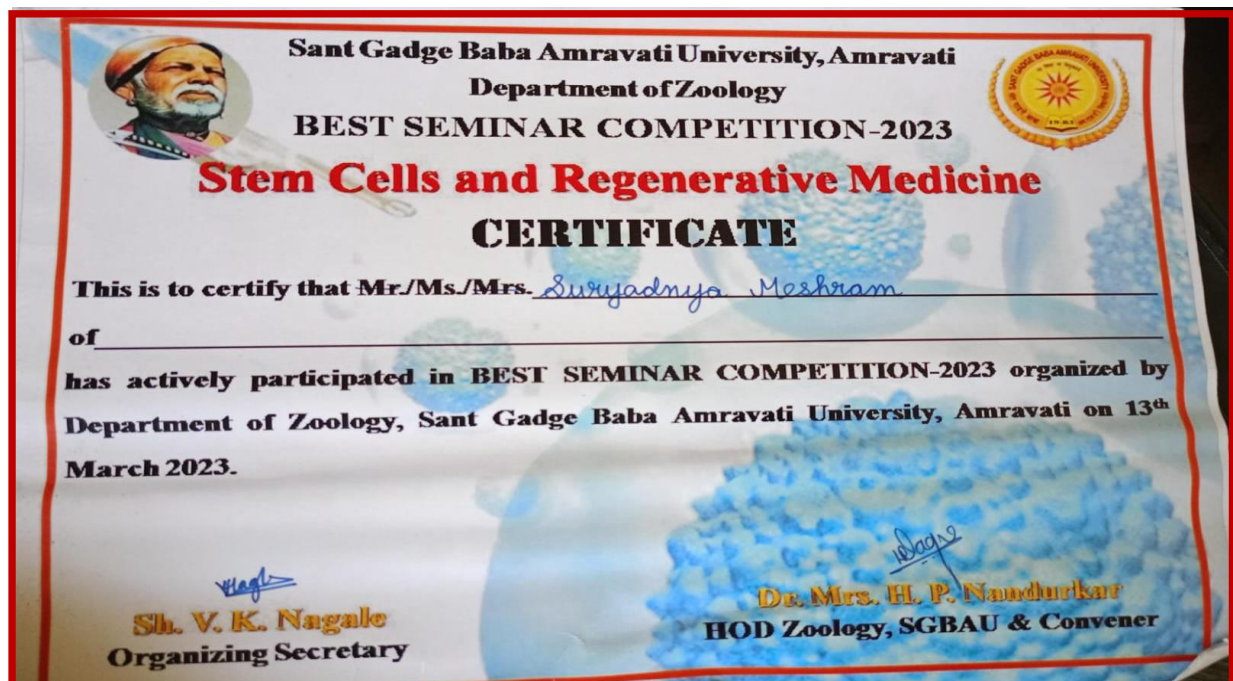 Sant Gadge Baba Amravati University, Amravati
Department of Zoology
BEST SEMINAR COMPETITION-2023
Stem Cells and Regenerative Medicine
CERTIFICATE
This is to certify that Mr./Ms./Mrs. Suryadnya Meshram
of
has actively participated in BEST SEMINAR COMPETITION-2023 organized by
Department of Zoology, Sant Gadge Baba Amravati University, Amravati on 13th
March 2023.
Sh. V. K. Nagale
Organizing Secretary
Dr. Mrs. H. P. Nandurkar
HOD Zoology, SGBAU & Convener